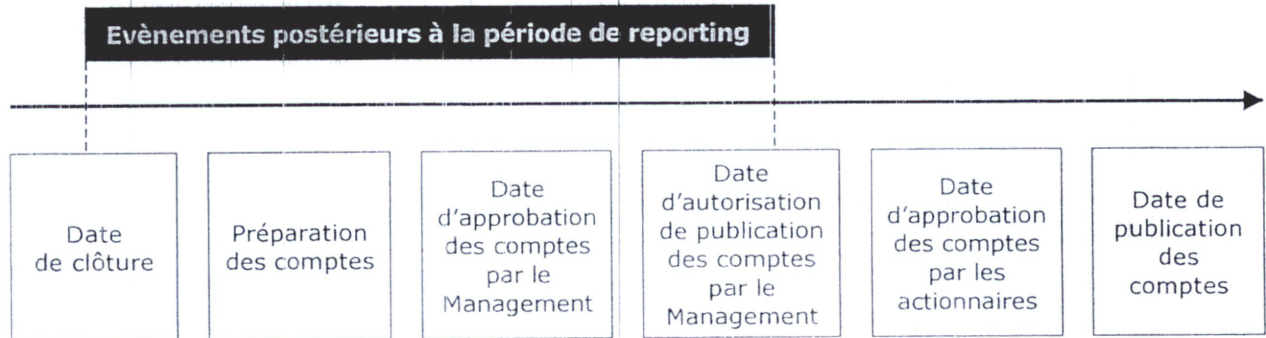 Evènements postérieurs à la période de reporting
Date
de clôture
Préparation
des comptes
Date
d'approbation
des comptes
par le
Management
Date
d'autorisation
de publication
des comptes
par le
Management
Date
d'approbation
des comptes
par les
actionnaires
Date de
publication
des
comptes